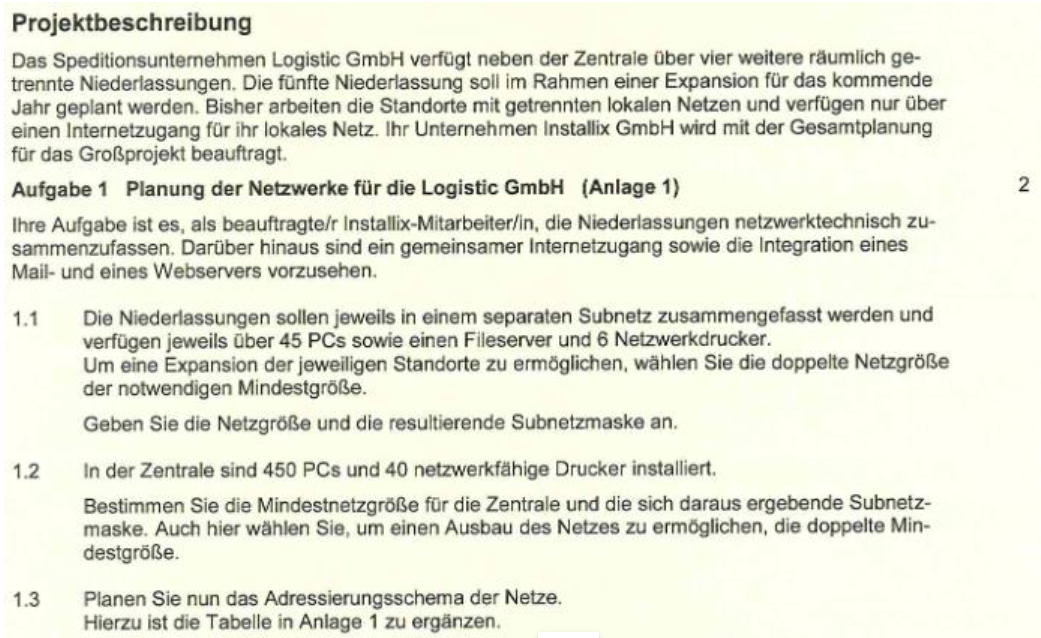 Projektbeschreibung
Das Speditionsunternehmen Logistic GmbH verfügt neben der Zentrale über vier weitere räumlich ge-
trennte Niederlassungen. Die fünfte Niederlassung soll im Rahmen einer Expansion für das kommende
Jahr geplant werden. Bisher arbeiten die Standorte mit getrennten lokalen Netzen und verfügen nur über
einen Internetzugang für ihr lokales Netz. Ihr Unternehmen Installix GmbH wird mit der Gesamtplanung
für das Großprojekt beauftragt.
Aufgabe 1 Planung der Netzwerke für die Logistic GmbH (Anlage 1) 2
Ihre Aufgabe ist es, als beauftragte/r Installix-Mitarbeiter/in, die Niederlassungen netzwerktechnisch zu-
sammenzufassen. Darüber hinaus sind ein gemeinsamer Internetzugang sowie die Integration eines
Mail- und eines Webservers vorzusehen.
1.1 Die Niederlassungen sollen jeweils in einem separaten Subnetz zusammengefasst werden und
verfügen jeweils über 45 PCs sowie einen Fileserver und 6 Netzwerkdrucker.
Um eine Expansion der jeweiligen Standorte zu ermöglichen, wählen Sie die doppelte Netzgröße
der notwendigen Mindestgröße.
Geben Sie die Netzgröße und die resultierende Subnetzmaske an.
1.2 In der Zentrale sind 450 PCs und 40 netzwerkfähige Drucker installiert.
Bestimmen Sie die Mindestnetzgröße für die Zentrale und die sich daraus ergebende Subnetz-
maske. Auch hier wählen Sie, um einen Ausbau des Netzes zu ermöglichen, die doppelte Min-
destgröße.
1.3 Planen Sie nun das Adressierungsschema der Netze.
Hierzu ist die Tabelle in Anlage 1 zu ergänzen.